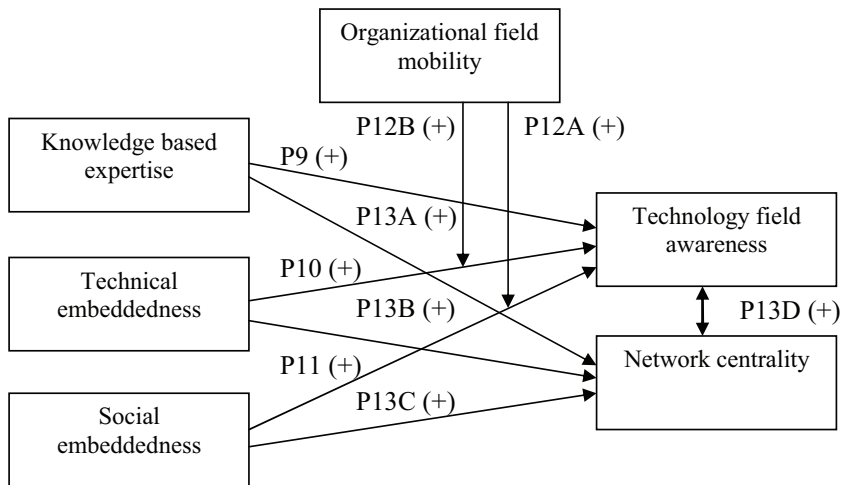 Organizational field
mobility
P12B (+)
P12A (+)
Knowledge based
expertise
P9 (+)
P13A (+)
Technology field
awareness
Technical
embeddedness
P10 (+)
P13B (+)
P13D (+)
Network centrality
P11 (+)
P13C (+)
Social
embeddedness